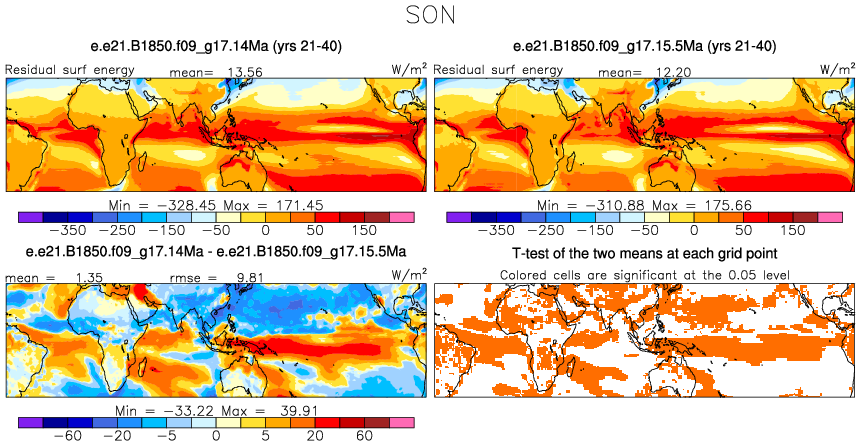 SON
e.e21.B1850.f09_g17.14Ma (yrs 21-40)
Residual surf energy mean= 13.56 W/m²
Min = -328.45 Max = 171.45
-350 -250 -150 -50 0 50 150
e.e21.B1850.f09_g17.15.5Ma (yrs 21-40)
Residual surf energy mean= 12.20 W/m²
Min = -310.88 Max = 175.66
-350 -250 -150 -50 0 50 150
e.e21.B1850.f09_g17.14Ma - e.e21.B1850.f09_g17.15.5Ma
mean = 1.35 rmse = 9.81 W/m²
Min = -33.22 Max = 39.91
-60 -20 -5 0 5 20 60
T-test of the two means at each grid point
Colored cells are significant at the 0.05 level